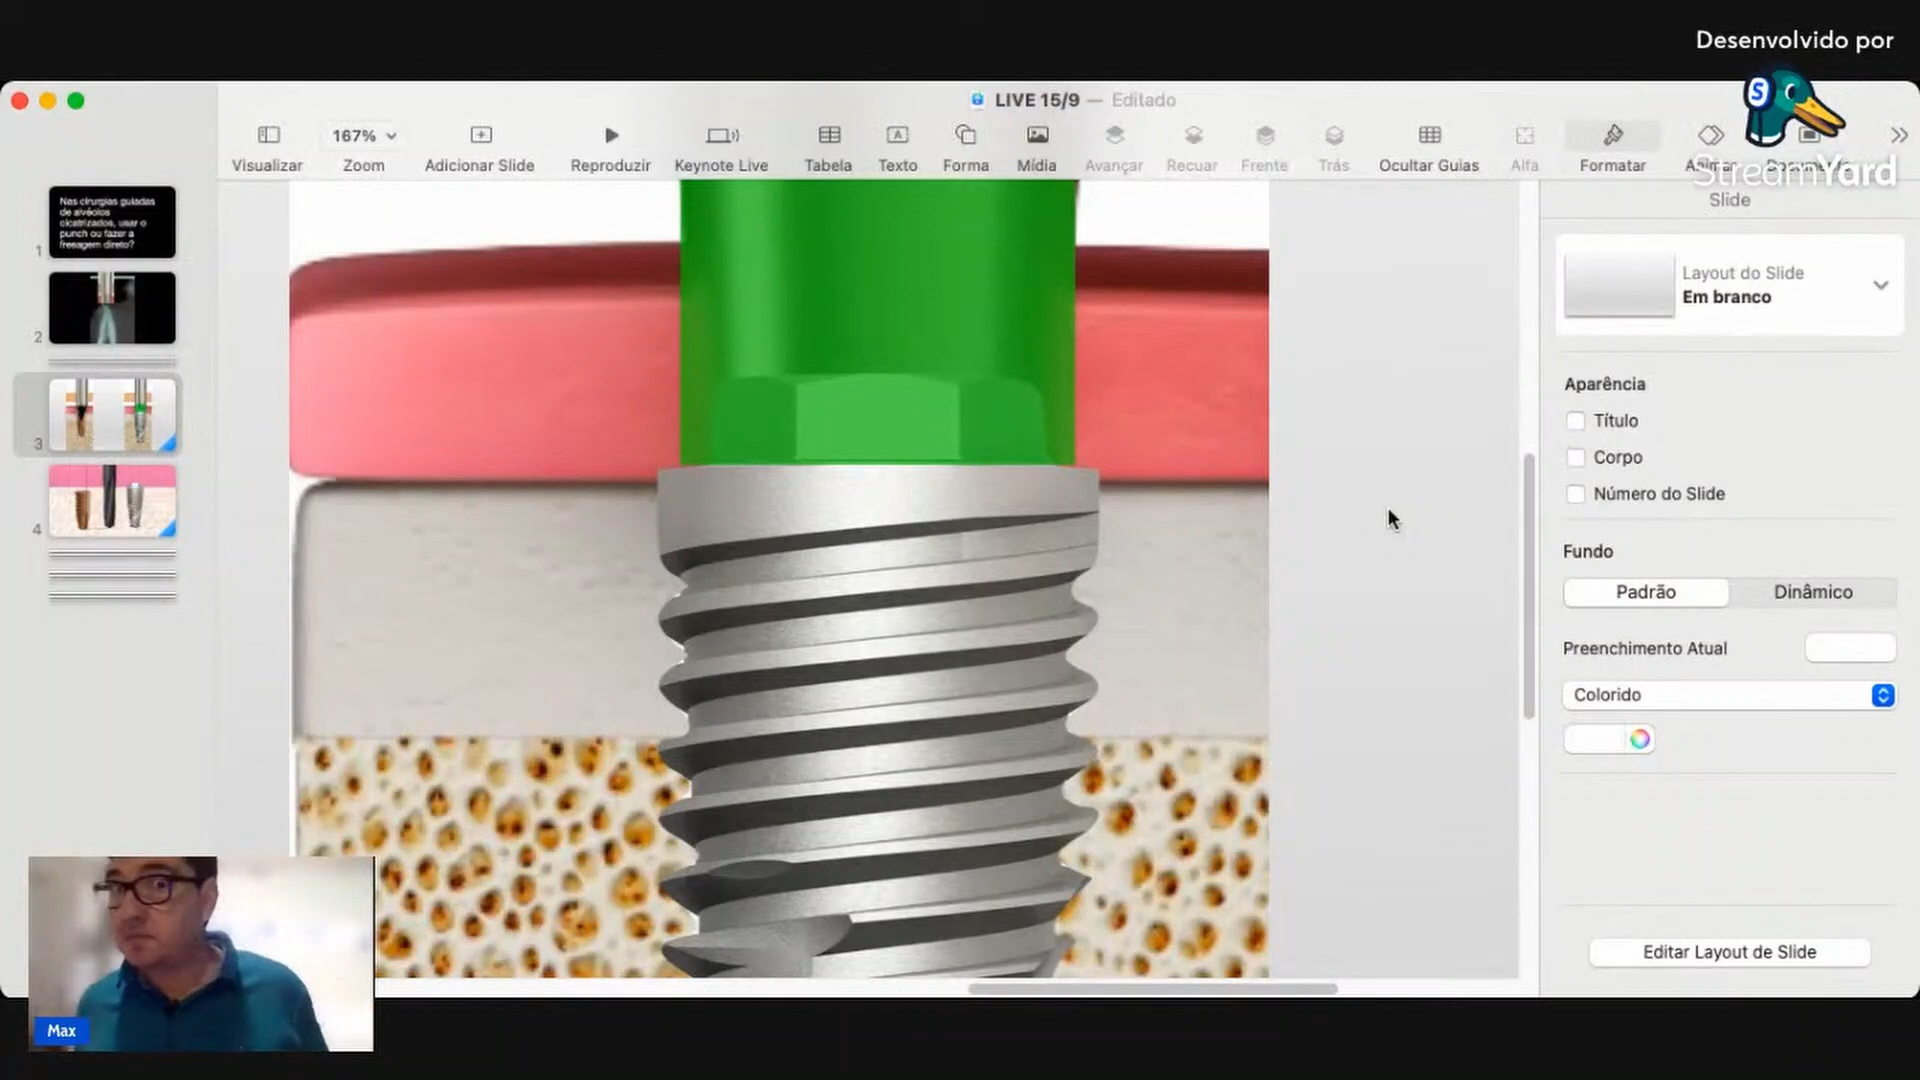 Desenvolvido por
StreamYard
LIVE 15/9 — Editado
167%
Visualizar
Zoom
Adicionar Slide
Reproduzir
Keynote Live
Tabela
Texto
Forma
Mídia
Avançar
Recuar
Frente
Trás
Ocultar Guias
Alfa
Formatar
Slide
Nas cirurgias guiadas
de alvéolos
cicatrizados, usar o
punch ou fazer a
fresagem direto?
1
2
3
4
Layout do Slide
Em branco
Aparência
Título
Corpo
Número do Slide
Fundo
Padrão
Dinâmico
Preenchimento Atual
Colorido
Editar Layout de Slide
Max